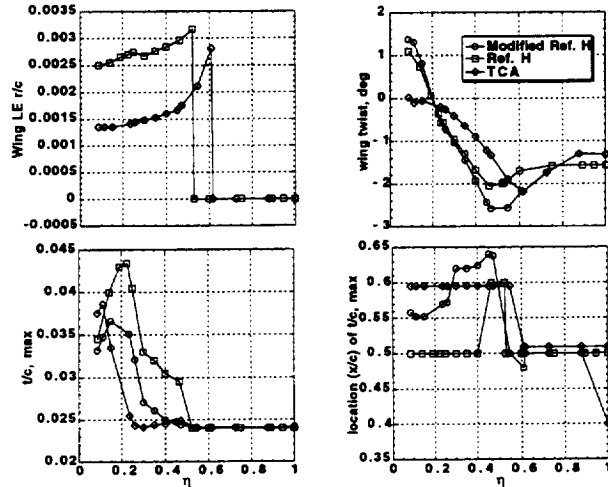 Wing LE r/c
0.0035
0.003
0.0025
0.002
0.0015
0.001
0.0005
0
-0.0005
wing twist, deg
2
1
0
-1
-2
-3
Modified Ref. H
Ref. H
TCA
t/c, max
0.045
0.04
0.035
0.03
0.025
0.02
0 0.2 0.4 0.6 0.8 1
η
location (x/c) of t/c, max
0.65
0.6
0.55
0.5
0.45
0.4
0.35
0 0.2 0.4 0.6 0.8 1
η